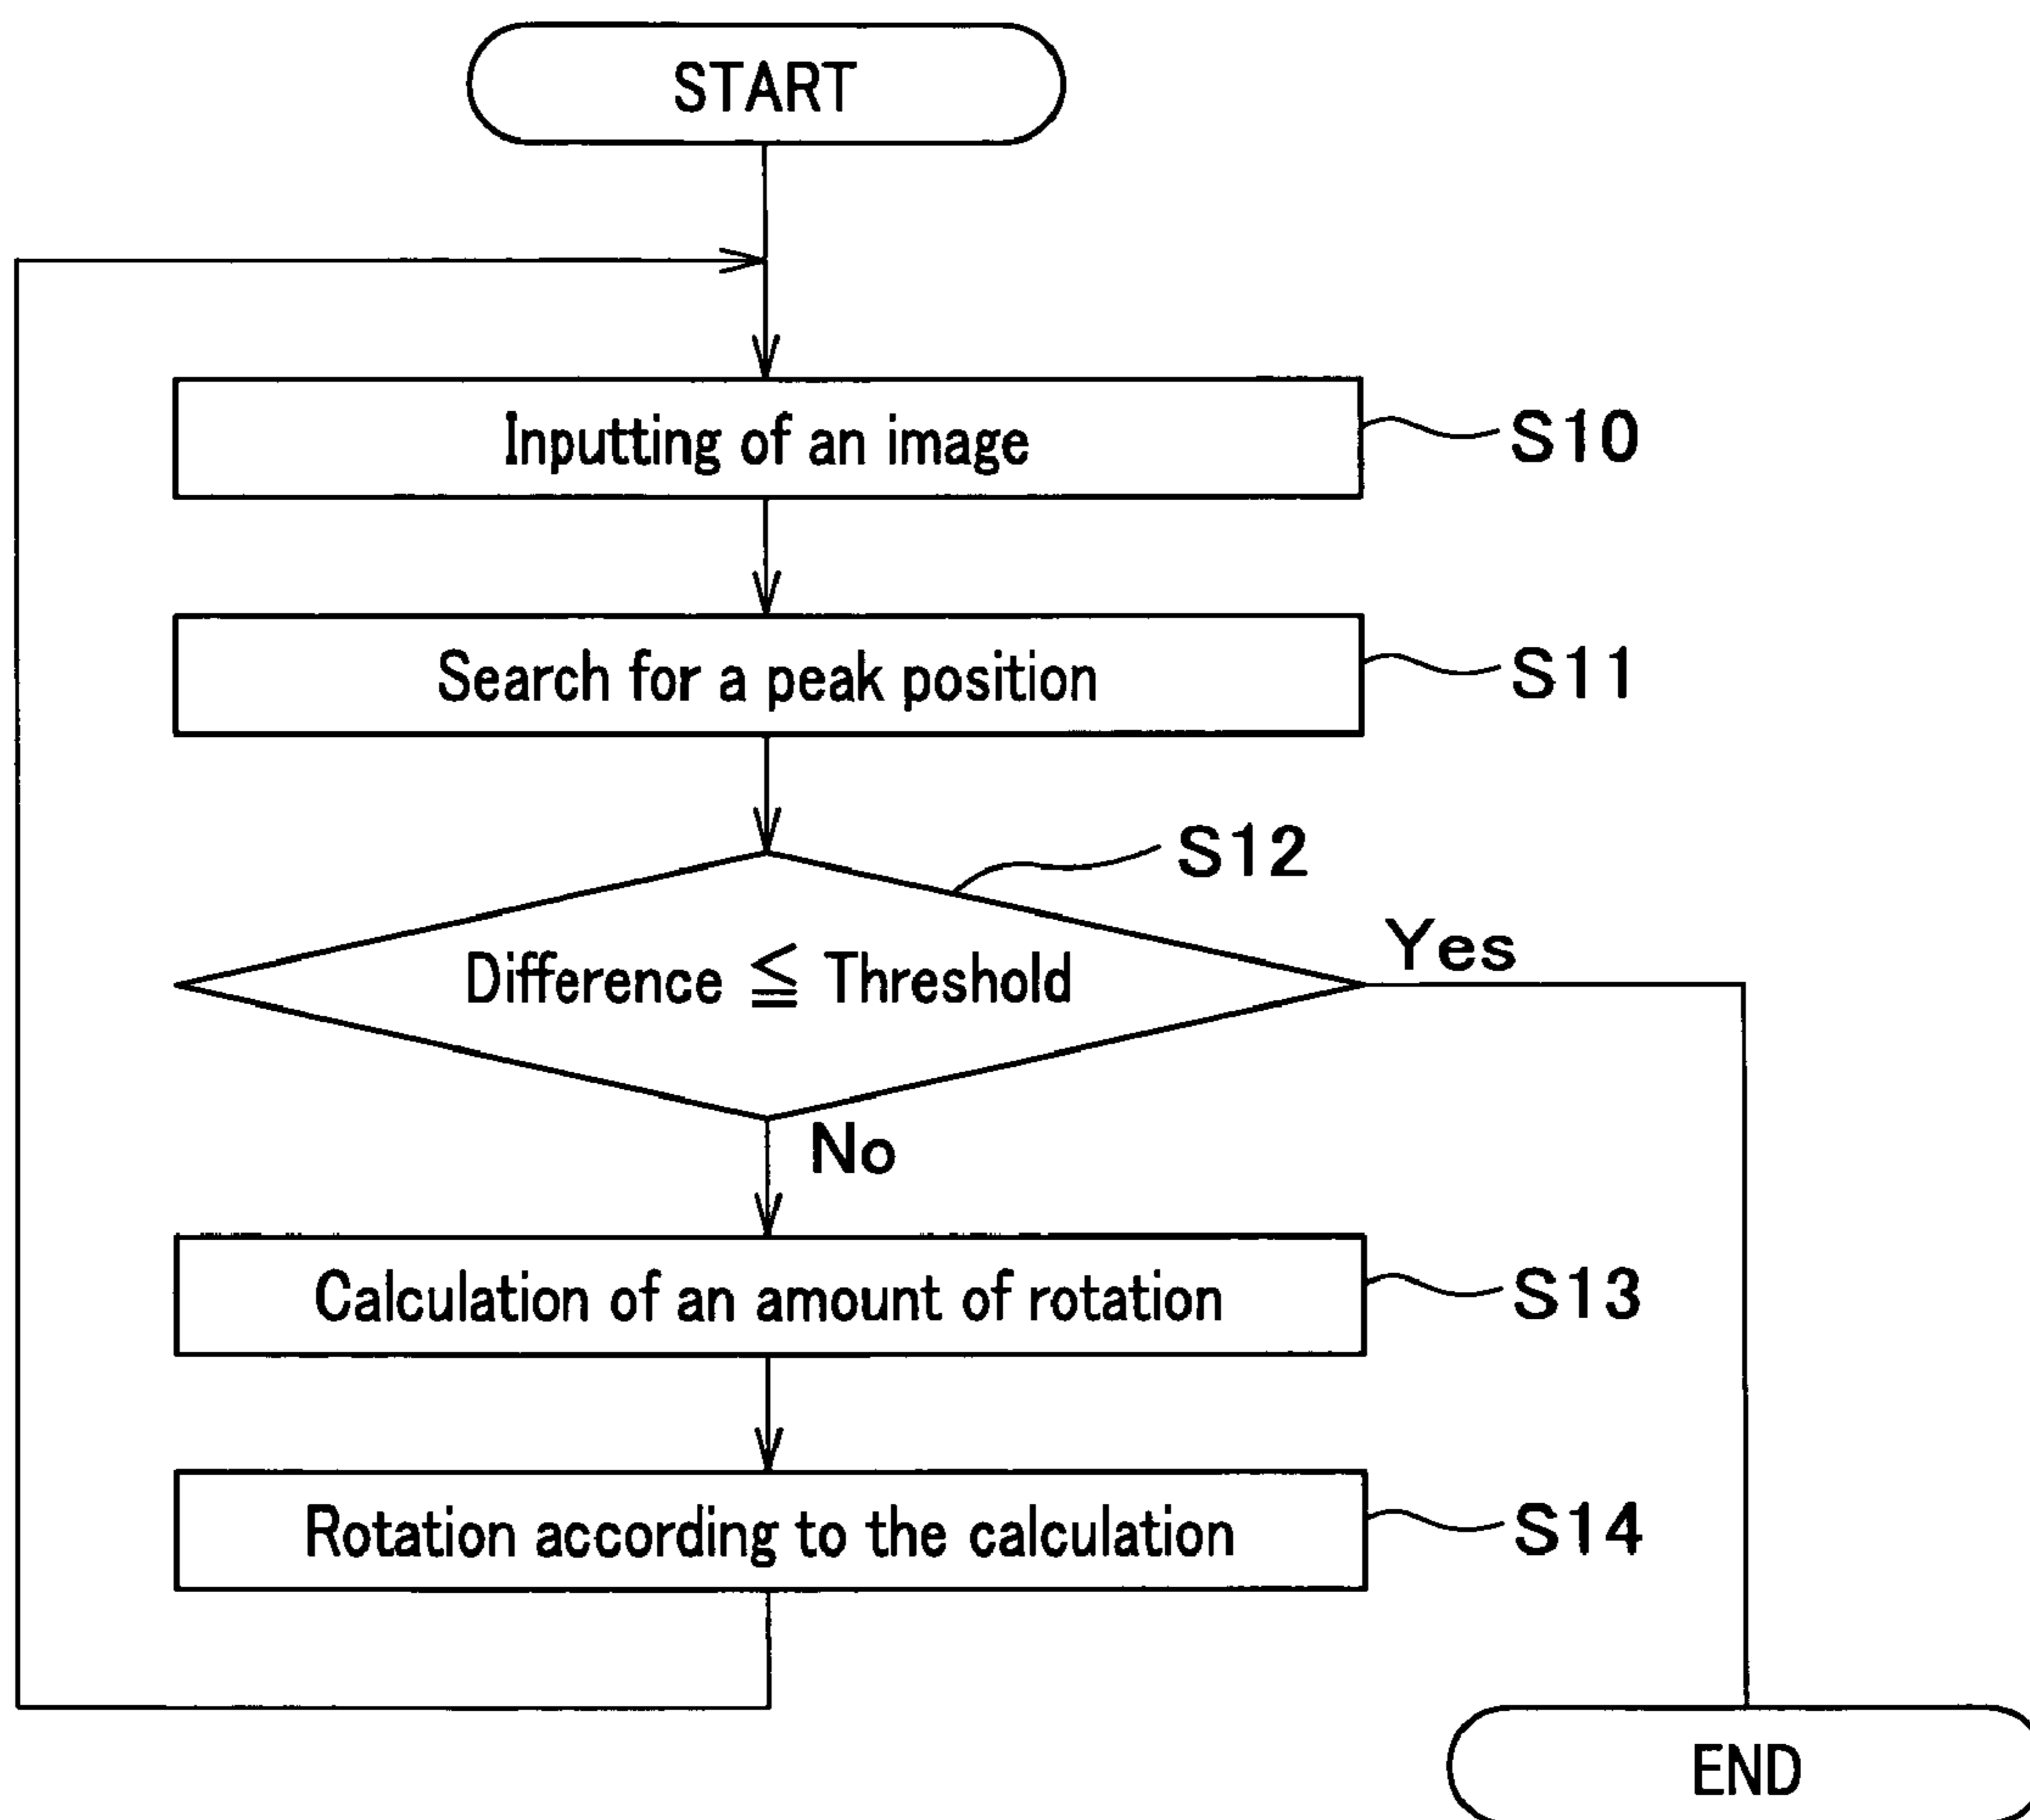 START
Inputting of an image
S10
Search for a peak position
S11
S12
Difference ≦ Threshold
Yes
No
Calculation of an amount of rotation
S13
Rotation according to the calculation
S14
END